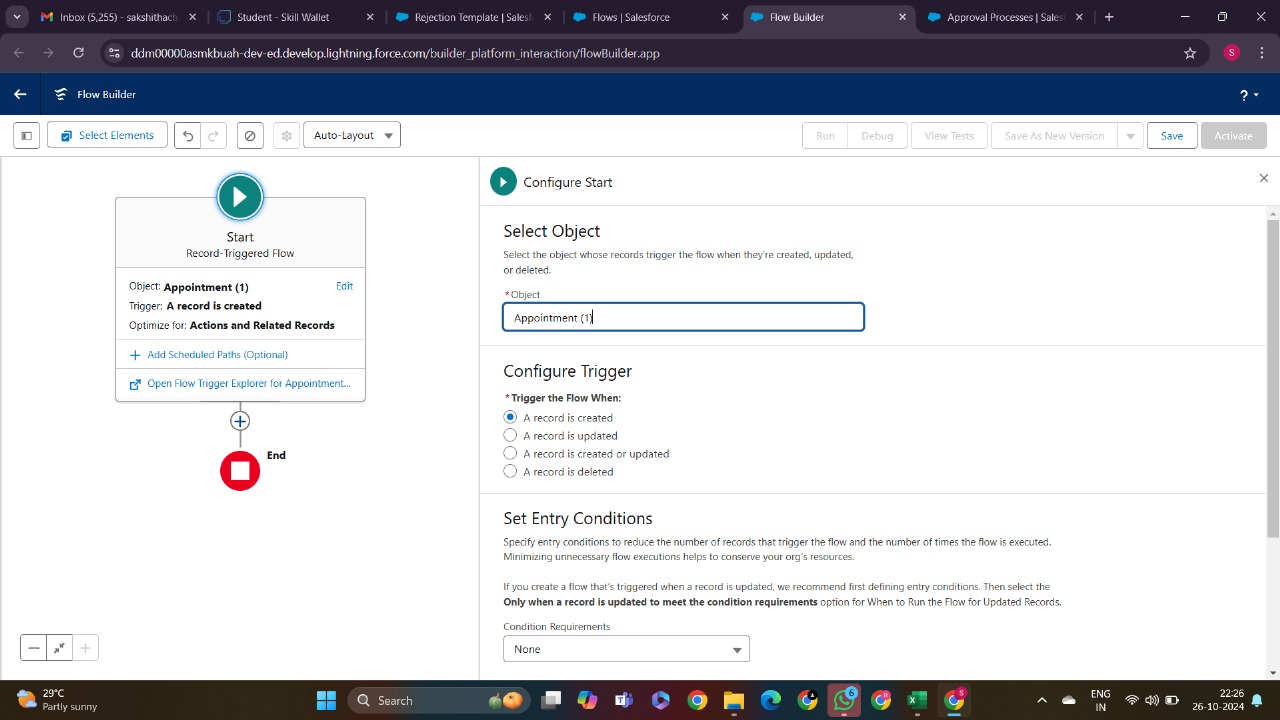 Inbox (5,255) - sakshithach
Student - Skill Wallet
Rejection Template | Salesf
Flows | Salesforce
Flow Builder
Approval Processes | Sales
ddm00000asmkbuah-dev-ed.develop.lightning.force.com/builder_platform_interaction/flowBuilder.app
S
Flow Builder
?
Select Elements
Auto-Layout
Run
Debug
View Tests
Save As New Version
Save
Activate
Start
Record-Triggered Flow
Object: Appointment (1)
Edit
Trigger: A record is created
Optimize for: Actions and Related Records
Add Scheduled Paths (Optional)
Open Flow Trigger Explorer for Appointment...
End
Configure Start
Select Object
Select the object whose records trigger the flow when they're created, updated,
or deleted.
*Object
Appointment (1)
Configure Trigger
*Trigger the Flow When:
A record is created
A record is updated
A record is created or updated
A record is deleted
Set Entry Conditions
Specify entry conditions to reduce the number of records that trigger the flow and the number of times the flow is executed.
Minimizing unnecessary flow executions helps to conserve your org's resources.
If you create a flow that's triggered when a record is updated, we recommend first defining entry conditions. Then select the
Only when a record is updated to meet the condition requirements option for When to Run the Flow for Updated Records.
Condition Requirements
None
29°C
Partly sunny
Search
6
ENG
IN
22:26
26-10-2024